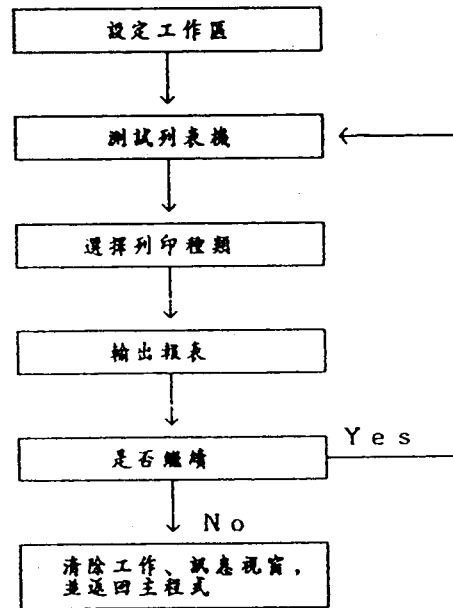 設定工作區
測試列表機
選擇列印種類
輸出報表
是否繼續
Yes
No
清除工作、訊息視窗，
並返回主程式